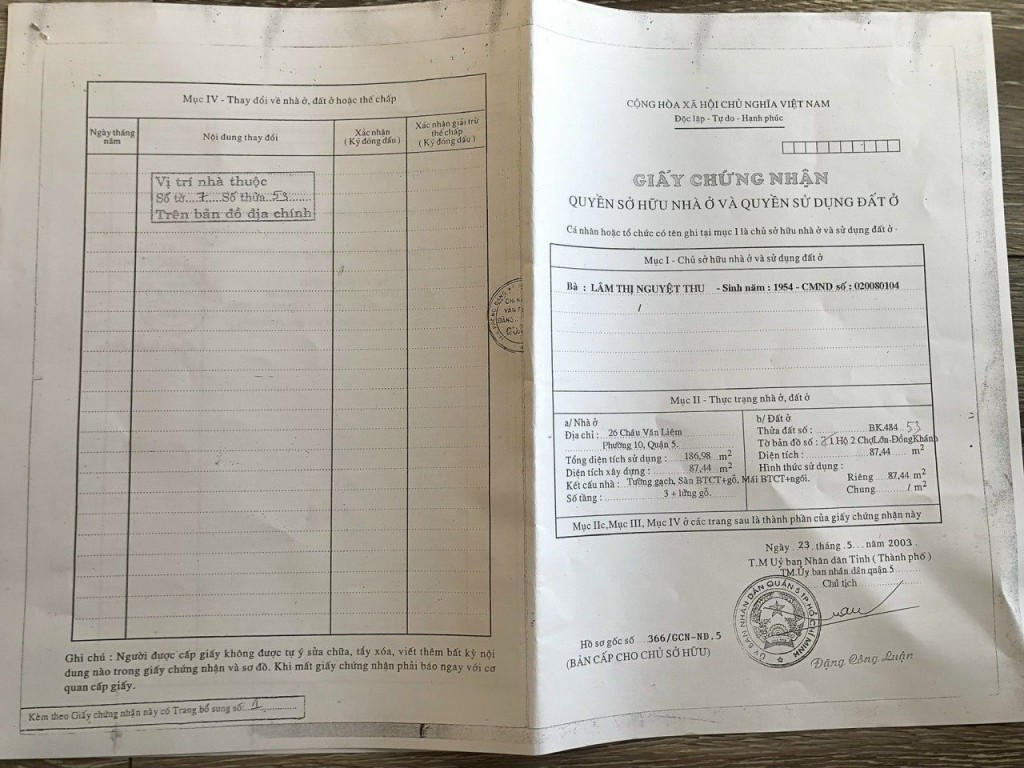 Mục IV - Thay đổi về nhà ở, đất ở hoặc thế chấp
Ngày tháng năm
Nội dung thay đổi
Xác nhận
( Ký đóng dấu )
Xác nhận giải trừ thế chấp
( Ký đóng dấu )
Vị trí nhà thuộc
Số tờ...7.....Số thửa..53...
Trên bản đồ địa chính
Ghi chú : Người được cấp giấy không được tự ý sửa chữa, tẩy xóa, viết thêm bất kỳ nội
dung nào trong giấy chứng nhận và sơ đồ. Khi mất giấy chứng nhận phải báo ngay với cơ
quan cấp giấy.
Kèm theo Giấy chứng nhận này có Trang bổ sung số:
CỘNG HÒA XÃ HỘI CHỦ NGHĨA VIỆT NAM
Độc lập - Tự do - Hạnh phúc
GIẤY CHỨNG NHẬN
QUYỀN SỞ HỮU NHÀ Ở VÀ QUYỀN SỬ DỤNG ĐẤT Ở
Cá nhân hoặc tổ chức có tên ghi tại mục I là chủ sở hữu nhà ở và sử dụng đất ở .
Mục I - Chủ sở hữu nhà ở và sử dụng đất ở
Bà : LÂM THỊ NGUYỆT THU - Sinh năm : 1954 - CMND số : 020080104
/
Mục II - Thực trạng nhà ở, đất ở
a/ Nhà ở
Địa chỉ : 26 Châu Văn Liêm
Phường 10, Quận 5.
Tổng diện tích sử dụng : 186,98 m2
Diện tích xây dựng : 87,44 m2
Kết cấu nhà : Tường gạch, Sàn BTCT+gỗ, Mái BTCT+ngói.
Số tầng : 3 + lửng gỗ.
b/ Đất ở
Thửa đất số : BK.484 53
Tờ bản đồ số : 1 Hộ 2 ChợLớn-ĐồngKhánh
Diện tích : 87,44 m2
Hình thức sử dụng :
Riêng 87,44 m2
Chung / m2
Mục IIc,Mục III, Mục IV ở các trang sau là thành phần của giấy chứng nhận này
Ngày .23 .tháng .5 ...năm 2003 .
T.M Uỷ ban Nhân dân Tỉnh ( Thành phố )
TM.Ủy ban nhân dân quận 5
Chủ tịch
ỦY BAN NHÂN DÂN QUẬN 5 TP HỒ CHÍ MINH
Hồ sơ gốc số 366/GCN-NĐ.5
(BẢN CẤP CHO CHỦ SỞ HỮU)
Đặng Công Luận